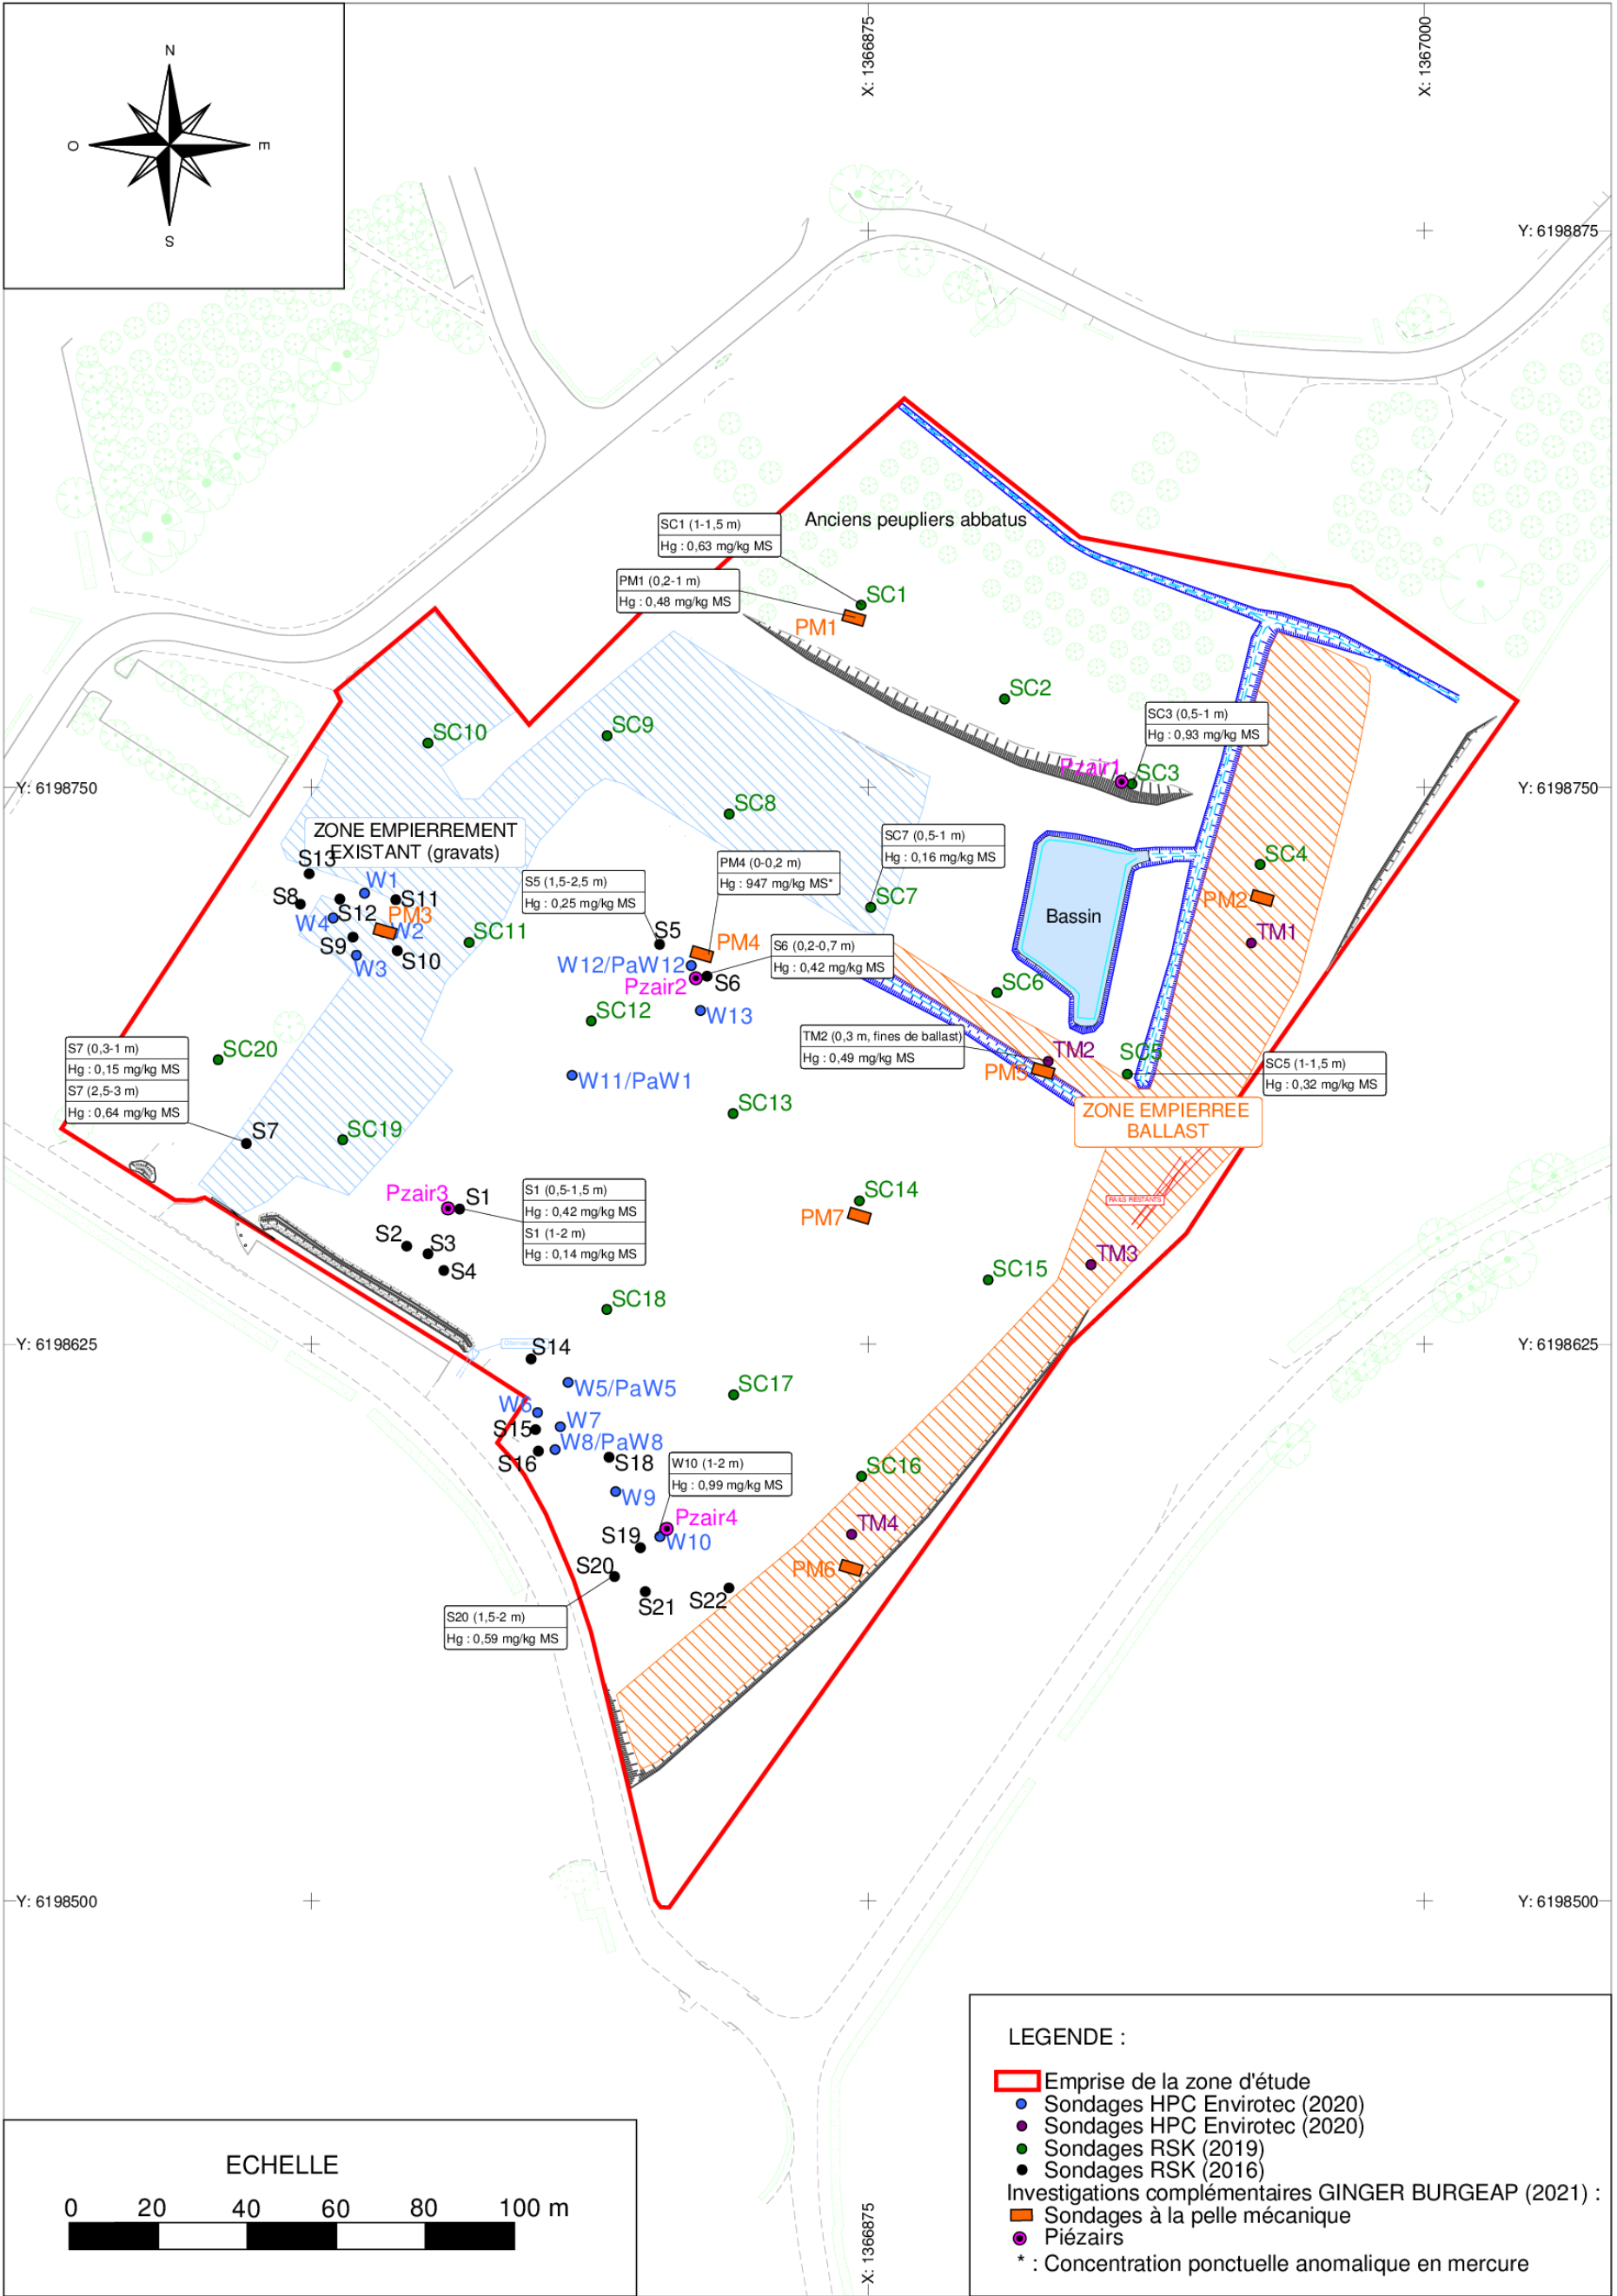 N
O
E
S
X: 1366875
X: 1367000
Y: 6198875
Anciens peupliers abbatus
SC1 (1-1,5 m)
Hg : 0,63 mg/kg MS
PM1 (0,2-1 m)
Hg : 0,48 mg/kg MS
SC1
PM1
SC2
SC3 (0,5-1 m)
Hg : 0,93 mg/kg MS
SC10
SC9
Pzair1
SC3
Y: 6198750
Y: 6198750
SC8
ZONE EMPIERREMENT
EXISTANT (gravats)
SC7 (0,5-1 m)
Hg : 0,16 mg/kg MS
PM4 (0-0,2 m)
Hg : 947 mg/kg MS*
S5 (1,5-2,5 m)
Hg : 0,25 mg/kg MS
S13
W1
S8
S12
S11
PM3
W4
W2
S9
S10
W3
SC11
SC4
PM2
SC7
Bassin
TM1
S5
PM4
S6 (0,2-0,7 m)
Hg : 0,42 mg/kg MS
W12/PaW12
S6
Pzair2
SC6
W13
SC12
TM2 (0,3 m, fines de ballast)
Hg : 0,49 mg/kg MS
TM2
SC5
PM5
SC5 (1-1,5 m)
Hg : 0,32 mg/kg MS
S7 (0,3-1 m)
Hg : 0,15 mg/kg MS
S7 (2,5-3 m)
Hg : 0,64 mg/kg MS
SC20
W11/PaW1
SC13
ZONE EMPIERREE
BALLAST
S7
SC19
Pzair3
S1
S1 (0,5-1,5 m)
Hg : 0,42 mg/kg MS
S1 (1-2 m)
Hg : 0,14 mg/kg MS
SC14
PM7
RAILS RESTANTS
S2
S3
S4
TM3
SC15
SC18
Y: 6198625
Y: 6198625
S14
W5/PaW5
SC17
W6
S15
W7
W8/PaW8
S16
S18
W10 (1-2 m)
Hg : 0,99 mg/kg MS
SC16
W9
Pzair4
S19
W10
TM4
S20
PM6
S21
S22
S20 (1,5-2 m)
Hg : 0,59 mg/kg MS
Y: 6198500
Y: 6198500
LEGENDE :
Emprise de la zone d'étude
Sondages HPC Envirotec (2020)
Sondages HPC Envirotec (2020)
Sondages RSK (2019)
Sondages RSK (2016)
Investigations complémentaires GINGER BURGEAP (2021) :
Sondages à la pelle mécanique
Piézairs
* : Concentration ponctuelle anomalique en mercure
ECHELLE
0 20 40 60 80 100 m
X: 1366875